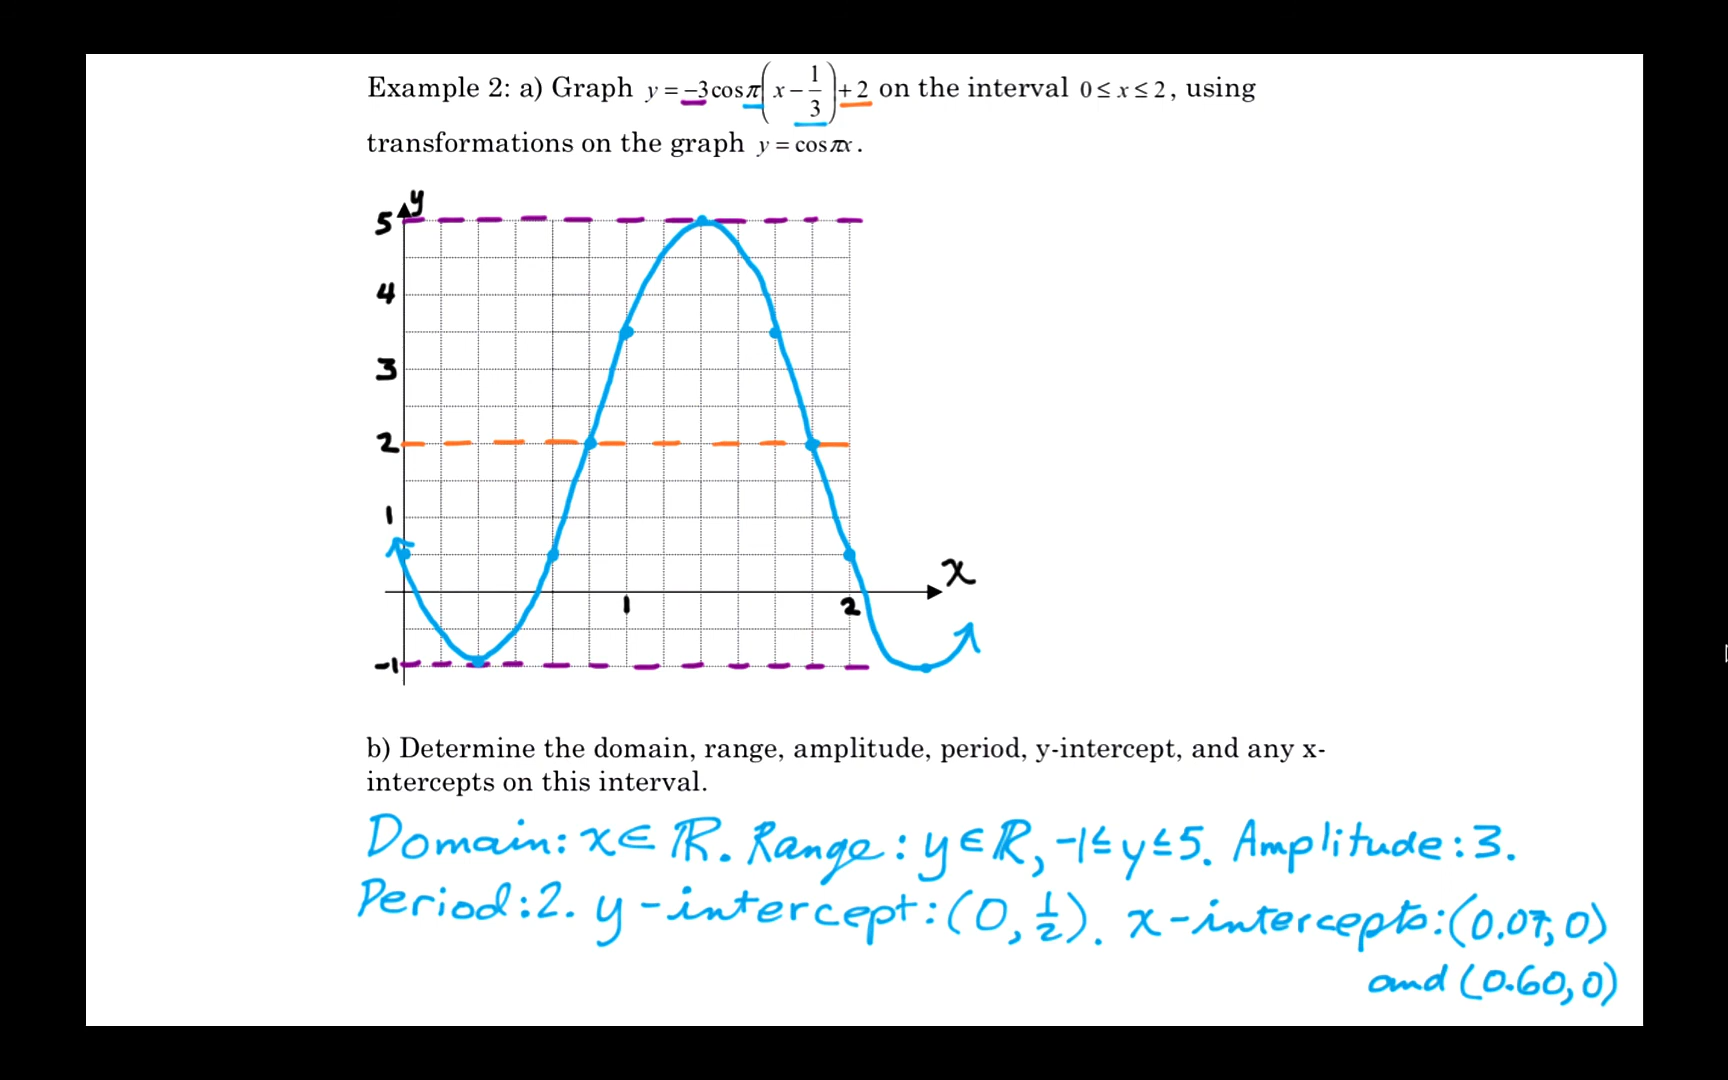 Example 2: a) Graph y = −3cosπ(x − 1/3) + 2 on the interval 0 ≤ x ≤ 2, using
transformations on the graph y = cosπx.
y
5
4
3
2
1
x
1
2
−1
b) Determine the domain, range, amplitude, period, y-intercept, and any x-
intercepts on this interval.
Domain: x ∈ ℝ. Range: y ∈ ℝ, −1 ≤ y ≤ 5. Amplitude: 3.
Period: 2. y-intercept: (0, 1/2). x-intercepts: (0.07, 0)
and (0.60, 0)